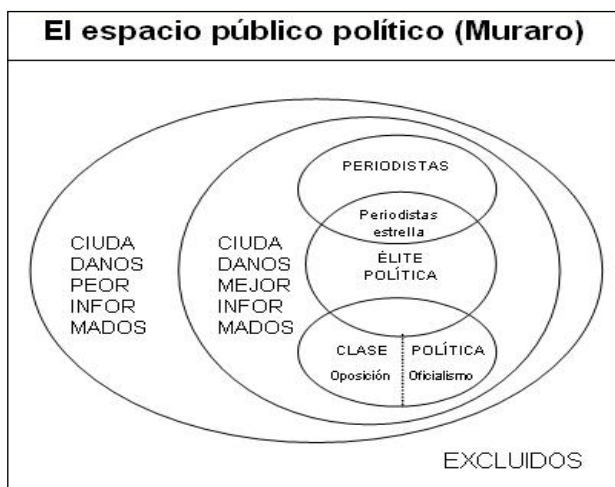 El espacio público político (Muraro)
PERIODISTAS
Periodistas
estrella
ÉLITE
POLÍTICA
CIUDA
DANOS
PEOR
INFOR
MADOS
CIUDA
DANOS
MEJOR
INFOR
MADOS
CLASE
POLÍTICA
Oposición
Oficialismo
EXCLUIDOS